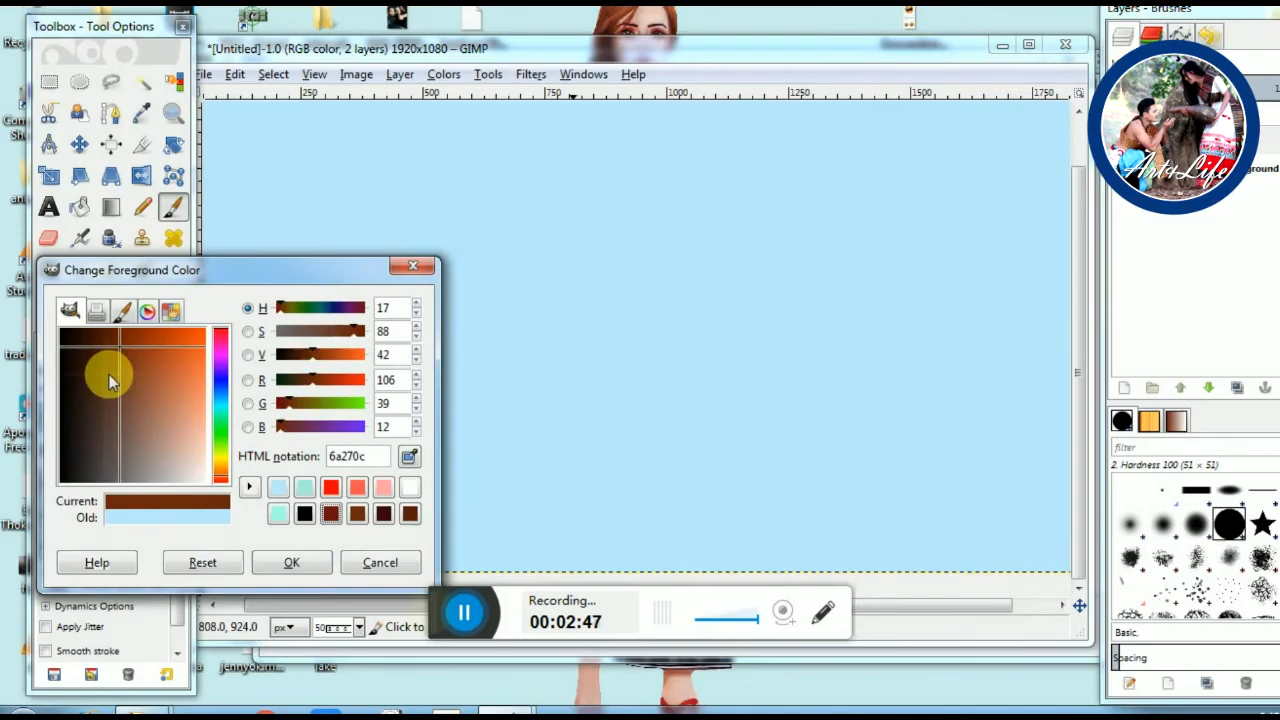 Toolbox - Tool Options
*[Untitled]-1.0 (RGB color, 2 layers) 1920x1080 – GIMP
File Edit Select View Image Layer Colors Tools Filters Windows Help
250 500 750 1000 1250 1500 1750
Layers - Brushes
Art&Life
Change Foreground Color
H 17
S 88
V 42
R 106
G 39
B 12
HTML notation: 6a270c
Current:
Old:
Help Reset OK Cancel
filter
2. Hardness 100 (51 × 51)
Basic,
Spacing
Dynamics Options
Apply Jitter
Smooth stroke
808.0, 924.0 px Click to
Recording...
00:02:47
jennyokim... lake